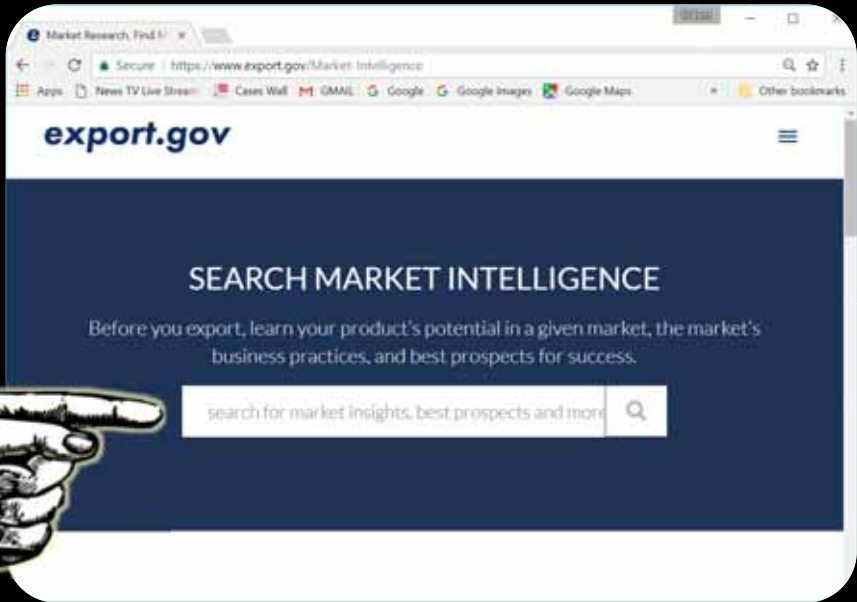 Market Research, Find M
Secure https://www.export.gov/Market-Intelligence
Apps News TV Live Stream Cases Wall GMAIL Google Google Images Google Maps » Other bookmarks
export.gov
SEARCH MARKET INTELLIGENCE
Before you export, learn your product's potential in a given market, the market's
business practices, and best prospects for success.
search for market insights, best prospects and more